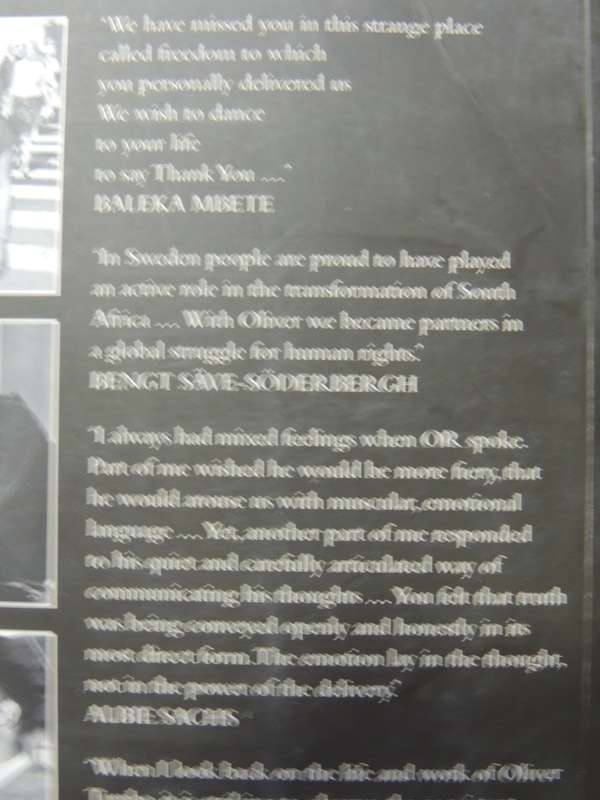 "We have missed you in this strange place
called freedom to which
you personally delivered us
We wish to dance
to your life
to say Thank You ...."
BALEKA MBETE
"In Sweden people are proud to have played
an active role in the transformation of South
Africa .... With Oliver we became partners in
a global struggle for human rights."
BENGT SÄVE-SÖDERBERGH
"I always had mixed feelings when OR spoke.
Part of me wished he would be more fiery, that
he would arouse us with muscular, emotional
language .... Yet, another part of me responded
to his quiet and carefully articulated way of
communicating his thoughts .... You felt that truth
was being conveyed openly and honestly in its
most direct form. The emotion lay in the thought,
not in the power of the delivery."
ALBIE SACHS
"When I look back on the life and work of Oliver